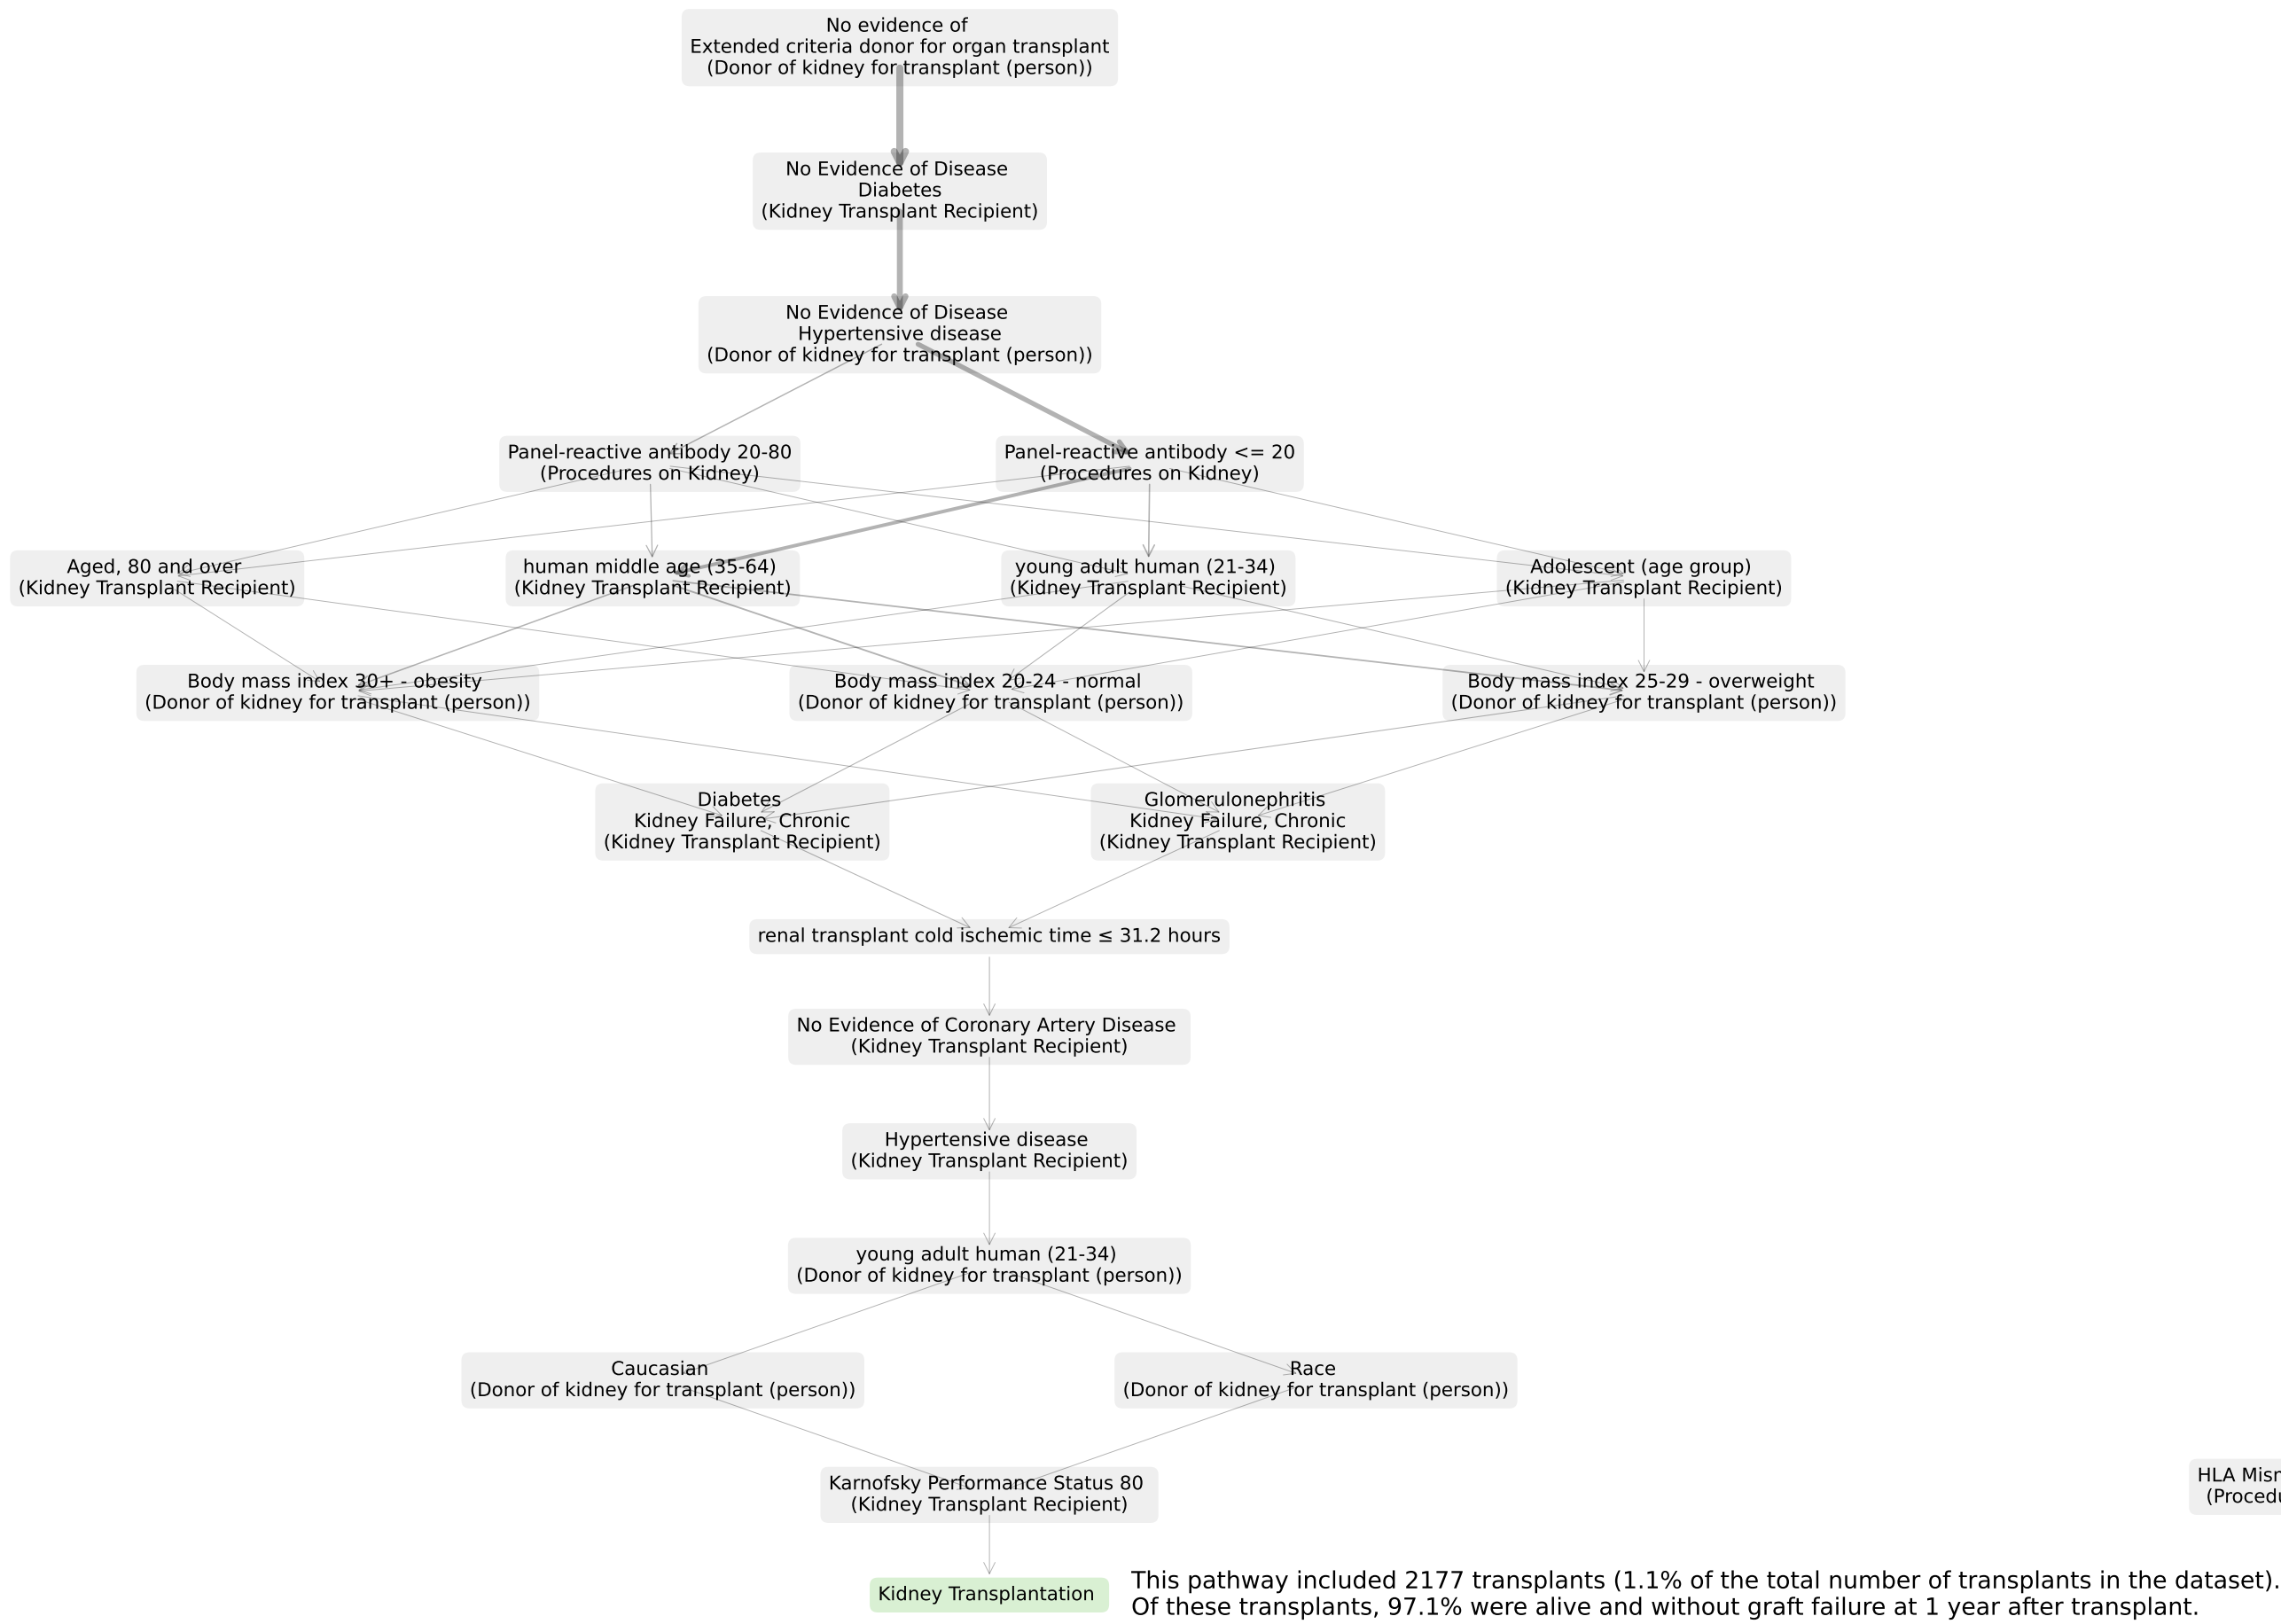 No evidence of
Extended criteria donor for organ transplant
(Donor of kidney for transplant (person))
No Evidence of Disease
Diabetes
(Kidney Transplant Recipient)
No Evidence of Disease
Hypertensive disease
(Donor of kidney for transplant (person))
Panel-reactive antibody 20-80
(Procedures on Kidney)
Panel-reactive antibody <= 20
(Procedures on Kidney)
Aged, 80 and over
(Kidney Transplant Recipient)
human middle age (35-64)
(Kidney Transplant Recipient)
young adult human (21-34)
(Kidney Transplant Recipient)
Adolescent (age group)
(Kidney Transplant Recipient)
Body mass index 30+ - obesity
(Donor of kidney for transplant (person))
Body mass index 20-24 - normal
(Donor of kidney for transplant (person))
Body mass index 25-29 - overweight
(Donor of kidney for transplant (person))
Diabetes
Kidney Failure, Chronic
(Kidney Transplant Recipient)
Glomerulonephritis
Kidney Failure, Chronic
(Kidney Transplant Recipient)
renal transplant cold ischemic time ≤ 31.2 hours
No Evidence of Coronary Artery Disease
(Kidney Transplant Recipient)
Hypertensive disease
(Kidney Transplant Recipient)
young adult human (21-34)
(Donor of kidney for transplant (person))
Caucasian
(Donor of kidney for transplant (person))
Race
(Donor of kidney for transplant (person))
Karnofsky Performance Status 80
(Kidney Transplant Recipient)
HLA
Kidney Transplantation
This pathway included 2177 transplants (1.1% of the total number of transplants in the dataset).
Of these transplants, 97.1% were alive and without graft failure at 1 year after transplant.